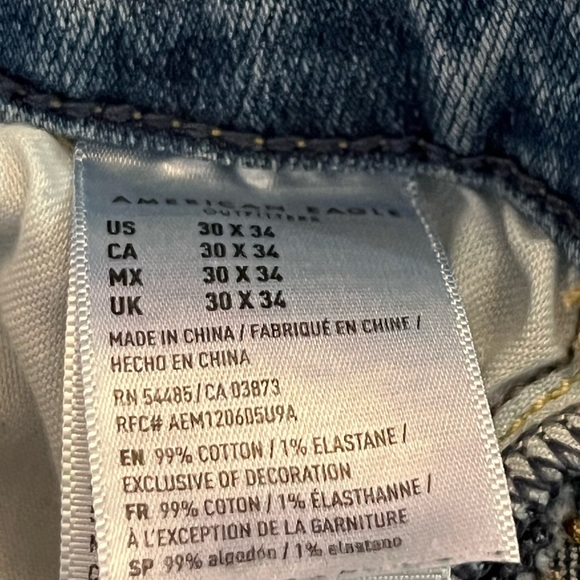 AMERICAN EAGLE
OUTFITTERS
US 30 X 34
CA 30 X 34
MX 30 X 34
UK 30 X 34
MADE IN CHINA / FABRIQUÉ EN CHINE /
HECHO EN CHINA
RN 54485/CA 03873
RFC# AEM120605U9A
EN 99% COTTON / 1% ELASTANE /
EXCLUSIVE OF DECORATION
FR 99% COTON / 1% ÉLASTHANNE /
À L'EXCEPTION DE LA GARNITURE
SP 99% algodón / 1% elastano